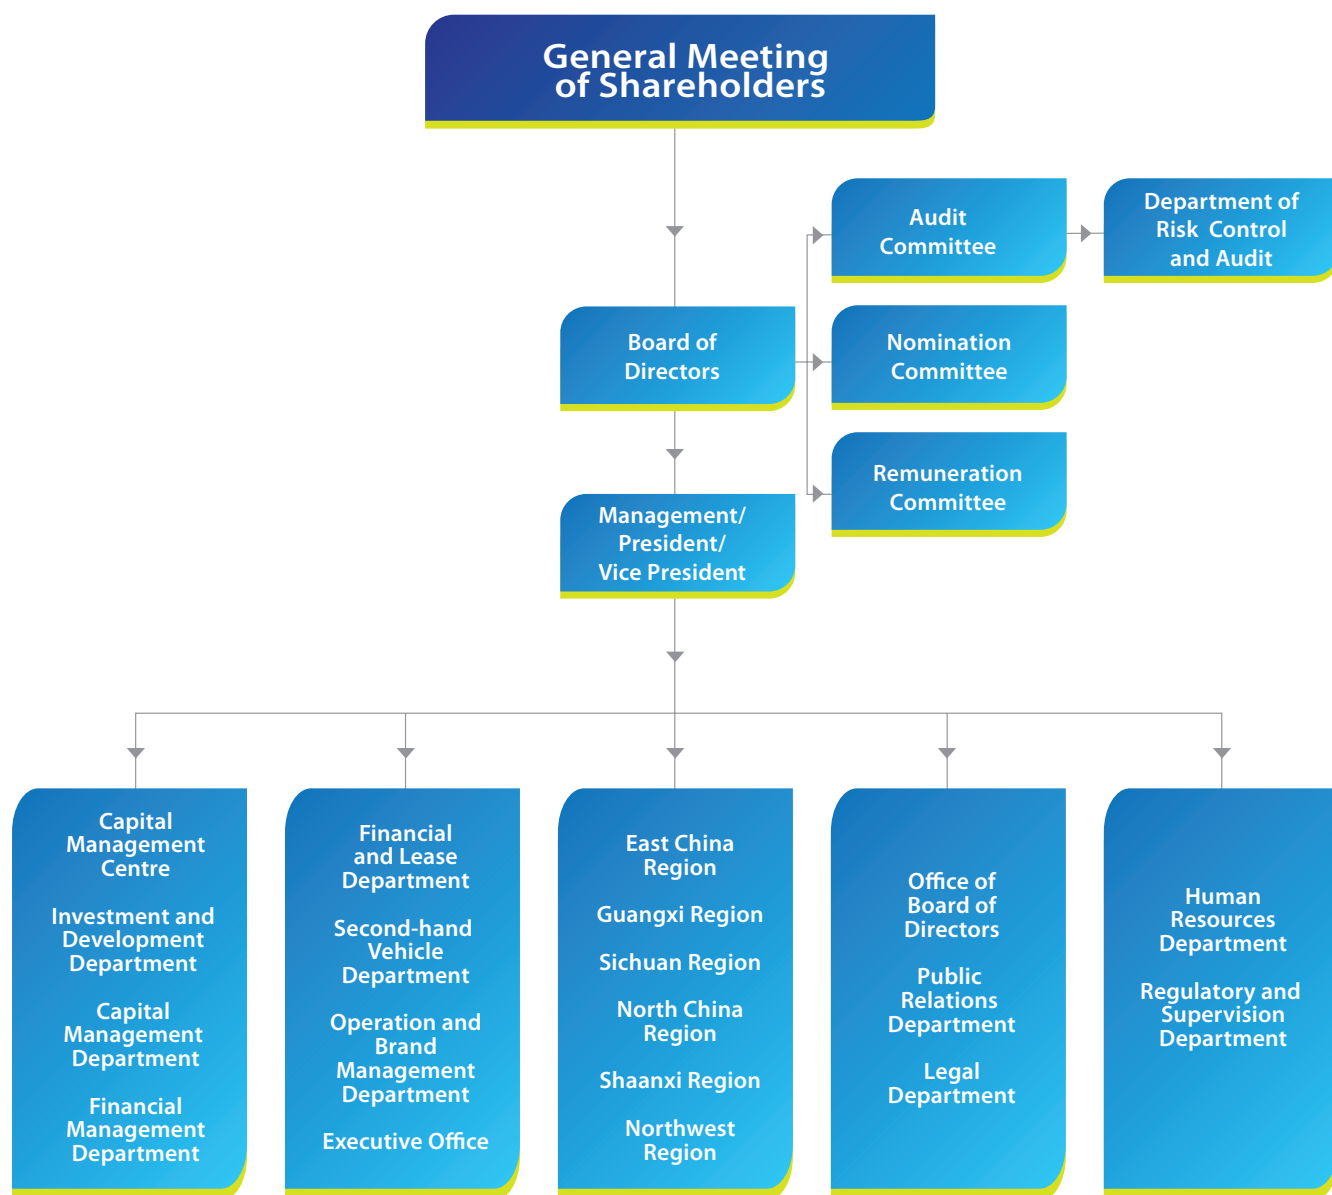 General Meeting
of Shareholders
Audit
Committee
Department of
Risk Control
and Audit
Board of
Directors
Nomination
Committee
Remuneration
Committee
Management/
President/
Vice President
Capital
Management
Centre
Investment and
Development
Department
Capital
Management
Department
Financial
Management
Department
Financial
and Lease
Department
Second-hand
Vehicle
Department
Operation and
Brand
Management
Department
Executive Office
East China
Region
Guangxi Region
Sichuan Region
North China
Region
Shaanxi Region
Northwest
Region
Office of
Board of
Directors
Public
Relations
Department
Legal
Department
Human
Resources
Department
Regulatory and
Supervision
Department